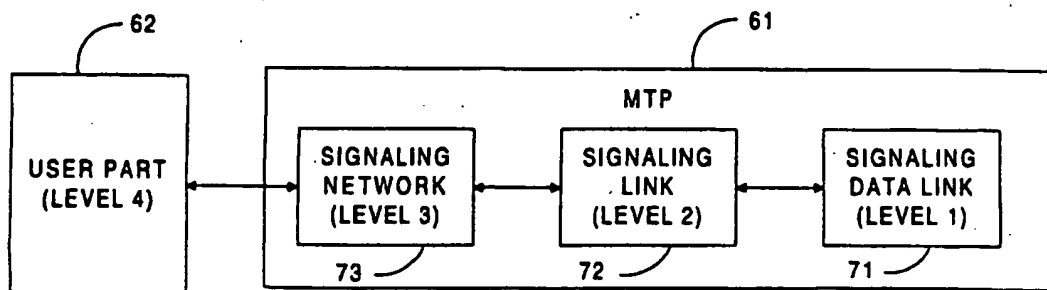 62
61
MTP
USER PART
(LEVEL 4)
SIGNALING
NETWORK
(LEVEL 3)
SIGNALING
LINK
(LEVEL 2)
SIGNALING
DATA LINK
(LEVEL 1)
73
72
71